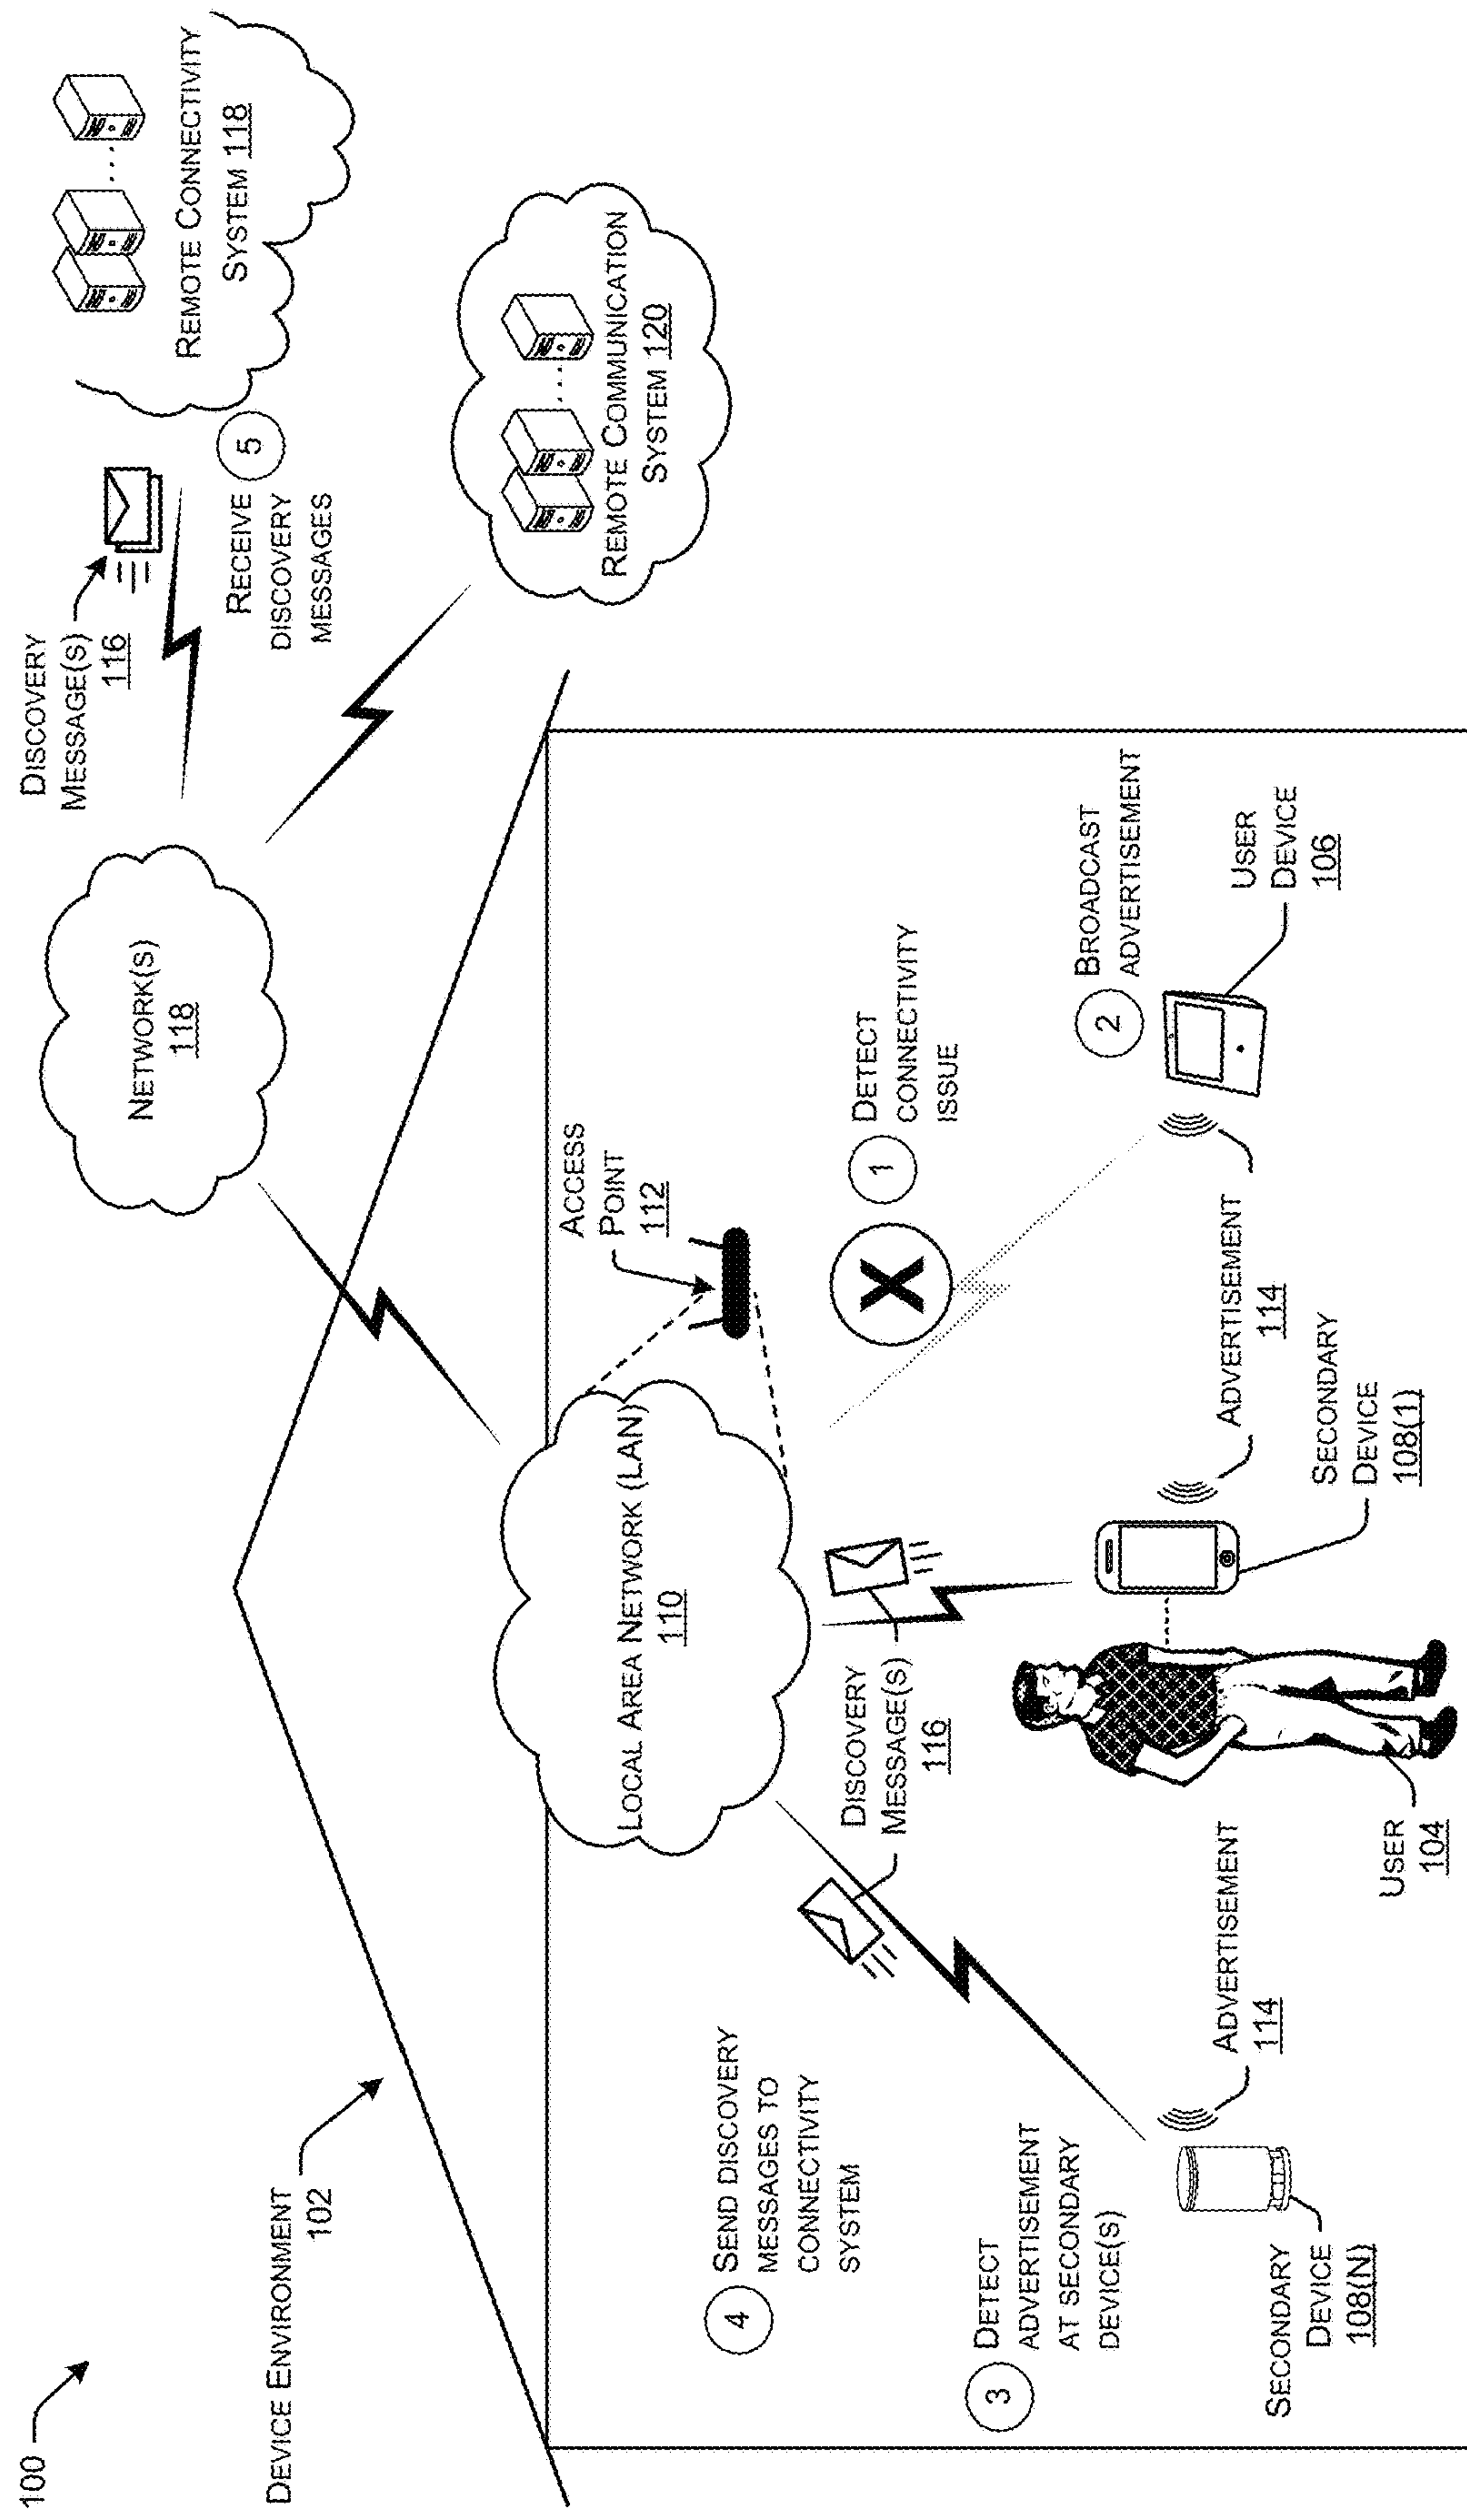 100
DEVICE ENVIRONMENT
102
NETWORK(S)
118
DISCOVERY
MESSAGE(S)
116
5
RECEIVE
DISCOVERY
MESSAGES
REMOTE CONNECTIVITY
SYSTEM 118
REMOTE COMMUNICATION
SYSTEM 120
ACCESS
POINT
112
LOCAL AREA NETWORK (LAN)
110
4
SEND DISCOVERY
MESSAGES TO
CONNECTIVITY
SYSTEM
DISCOVERY
MESSAGE(S)
116
X
1
DETECT
CONNECTIVITY
ISSUE
3
DETECT
ADVERTISEMENT
AT SECONDARY
DEVICE(S)
2
BROADCAST
ADVERTISEMENT
ADVERTISEMENT
114
ADVERTISEMENT
114
USER
DEVICE
106
SECONDARY
DEVICE
108(N)
USER
104
SECONDARY
DEVICE
108(1)